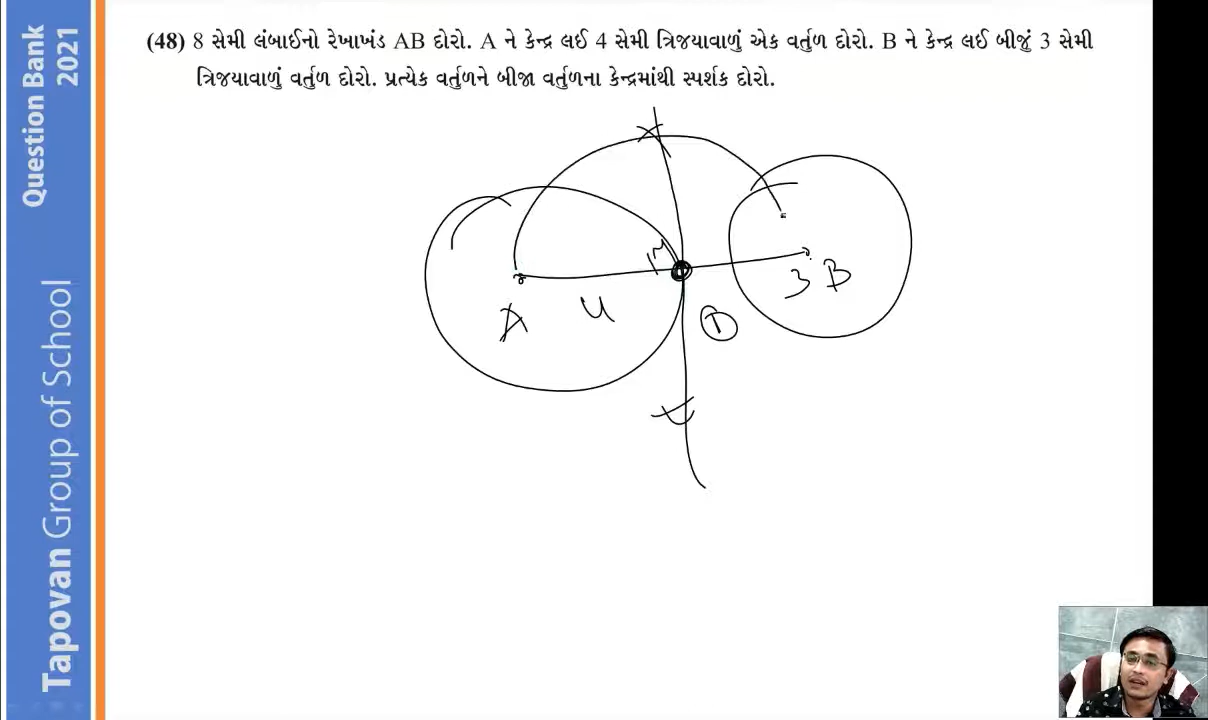 Question Bank
2021
Tapovan Group of School
(48) 8 સેમી લંબાઈનો રેખાખંડ AB દોરો. A ને કેન્દ્ર લઈ 4 સેમી ત્રિજયાવાળું એક વર્તુળ દોરો. B ને કેન્દ્ર લઈ બીજું 3 સેમી
ત્રિજયાવાળું વર્તુળ દોરો. પ્રત્યેક વર્તુળને બીજા વર્તુળના કેન્દ્રમાંથી સ્પર્શક દોરો.
M
A 4
3 B